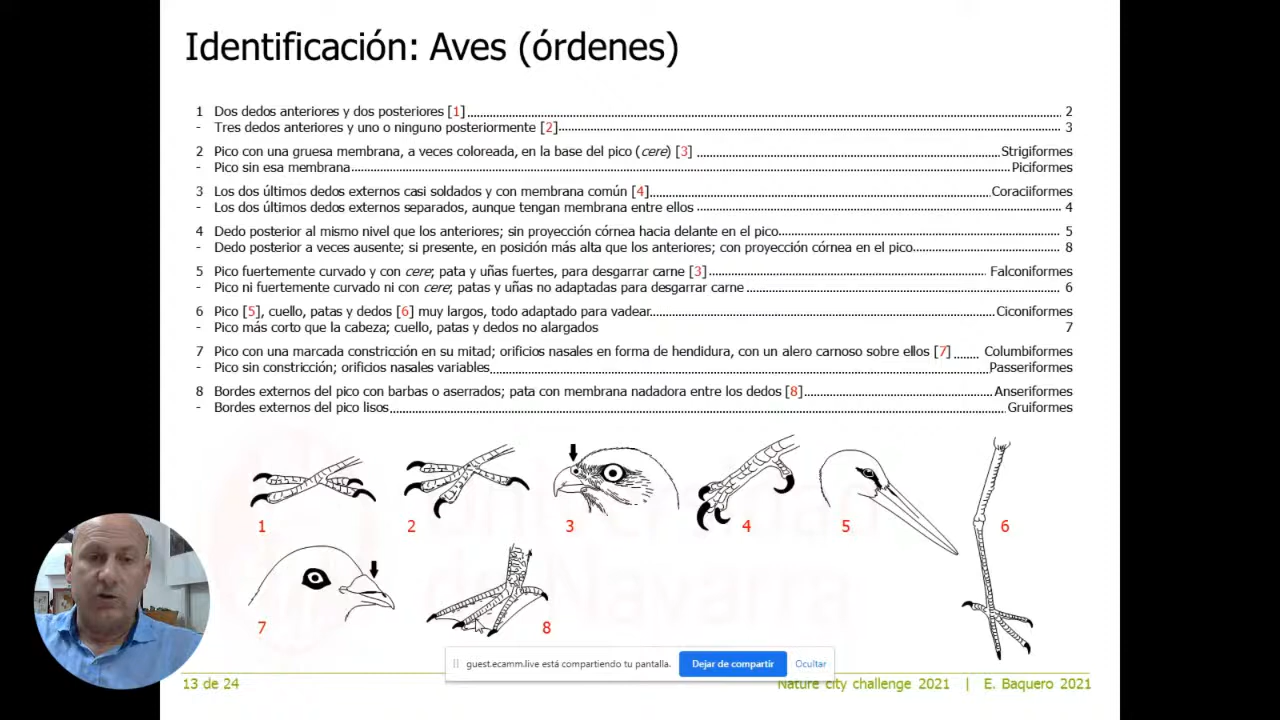 Identificación: Aves (órdenes)
1 Dos dedos anteriores y dos posteriores [1] 2
- Tres dedos anteriores y uno o ninguno posteriormente [2] 3
2 Pico con una gruesa membrana, a veces coloreada, en la base del pico (cere) [3] Strigiformes
- Pico sin esa membrana Piciformes
3 Los dos últimos dedos externos casi soldados y con membrana común [4] Coraciiformes
- Los dos últimos dedos externos separados, aunque tengan membrana entre ellos 4
4 Dedo posterior al mismo nivel que los anteriores; sin proyección córnea hacia delante en el pico 5
- Dedo posterior a veces ausente; si presente, en posición más alta que los anteriores; con proyección córnea en el pico 8
5 Pico fuertemente curvado y con cere; pata y uñas fuertes, para desgarrar carne [3] Falconiformes
- Pico ni fuertemente curvado ni con cere; patas y uñas no adaptadas para desgarrar carne 6
6 Pico [5], cuello, patas y dedos [6] muy largos, todo adaptado para vadear Ciconiformes
- Pico más corto que la cabeza; cuello, patas y dedos no alargados 7
7 Pico con una marcada constricción en su mitad; orificios nasales en forma de hendidura, con un alero carnoso sobre ellos [7] Columbiformes
- Pico sin constricción; orificios nasales variables Passeriformes
8 Bordes externos del pico con barbas o aserrados; pata con membrana nadadora entre los dedos [8] Anseriformes
- Bordes externos del pico lisos Gruiformes
1 2 3 4 5 6
7 8
guest.ecamm.live está compartiendo tu pantalla. Dejar de compartir Ocultar
13 de 24 Nature city challenge 2021 | E. Baquero 2021
de Navarra